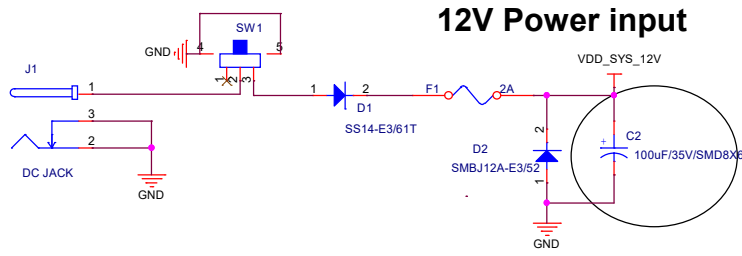 12V Power input
SW1
GND 4 5
VDD_SYS_12V
J1
1 1 2 3
1 2 F1 2A
3
D1
SS14-E3/61T
2 C2
+
D2 100uF/35V/SMD8X6
2
SMBJ12A-E3/52
1
DC JACK
GND
GND